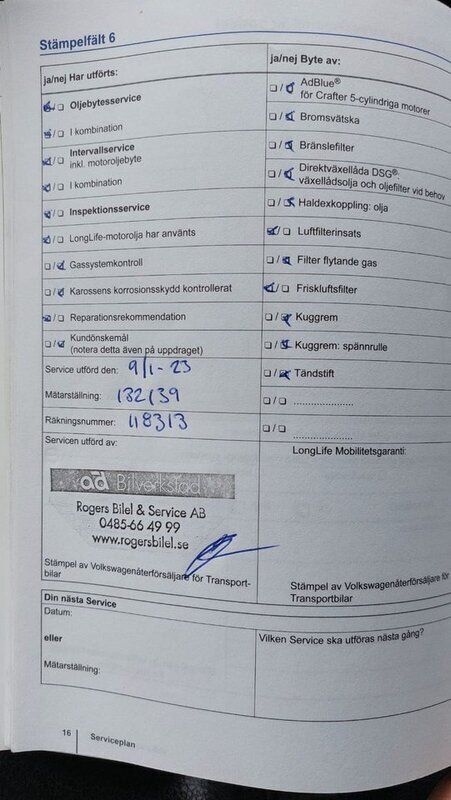 Stämpelfält 6
ja/nej Har utförts:
☑/☐ Oljebytesservice
☑/☐ I kombination
☑/☐ Intervallservice
inkl. motoroljebyte
☑/☐ I kombination
☑/☐ Inspektionsservice
☑/☐ LongLife-motorolja har använts
☐/☑ Gassystemkontroll
☐/☑ Karossens korrosionsskydd kontrollerat
☑/☐ Reparationsrekommendation
☐/☑ Kundönskemål
(notera detta även på uppdraget)
Service utförd den: 9/1-23
Mätarställning: 132139
Räkningsnummer: 118313
Servicen utförd av:
ad Bilverkstad
Rogers Bilel & Service AB
0485-66 49 99
www.rogersbilel.se
Stämpel av Volkswagenåterförsäljare för Transport-
bilar
ja/nej Byte av:
☐/☑ AdBlue®
för Crafter 5-cylindriga motorer
☐/☑ Bromsvätska
☐/☑ Bränslefilter
☐/☑ Direktväxellåda DSG®:
växellådsolja och oljefilter vid behov
☐/☑ Haldexkoppling: olja
☑/☐ Luftfilterinsats
☐/☑ Filter flytande gas
☑/☐ Friskluftsfilter
☐/☑ Kuggrem
☐/☑ Kuggrem: spännrulle
☐/☑ Tändstift
☐/☐ ......................
☐/☐ ......................
LongLife Mobilitetsgaranti:
Stämpel av Volkswagenåterförsäljare för
Transportbilar
Din nästa Service
Datum:
eller
Mätarställning:
Vilken Service ska utföras nästa gång?
16 Serviceplan